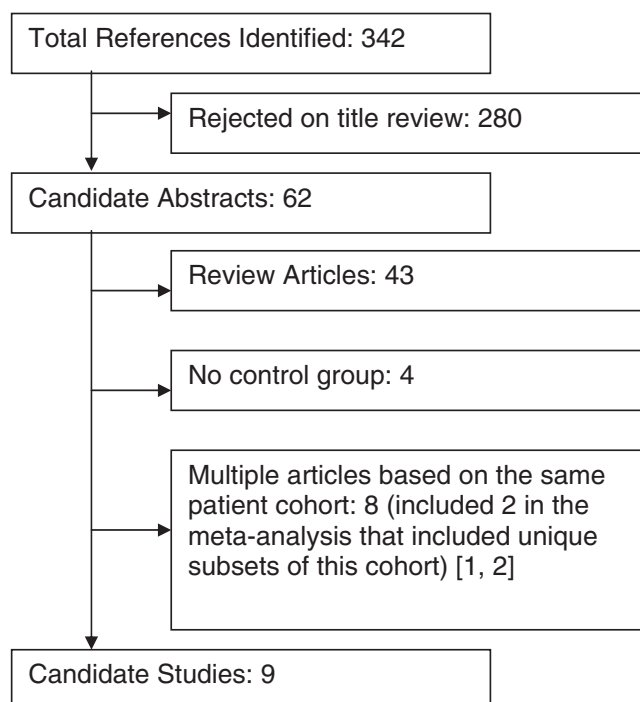 Total References Identified: 342
Rejected on title review: 280
Candidate Abstracts: 62
Review Articles: 43
No control group: 4
Multiple articles based on the same
patient cohort: 8 (included 2 in the
meta-analysis that included unique
subsets of this cohort) [1, 2]
Candidate Studies: 9